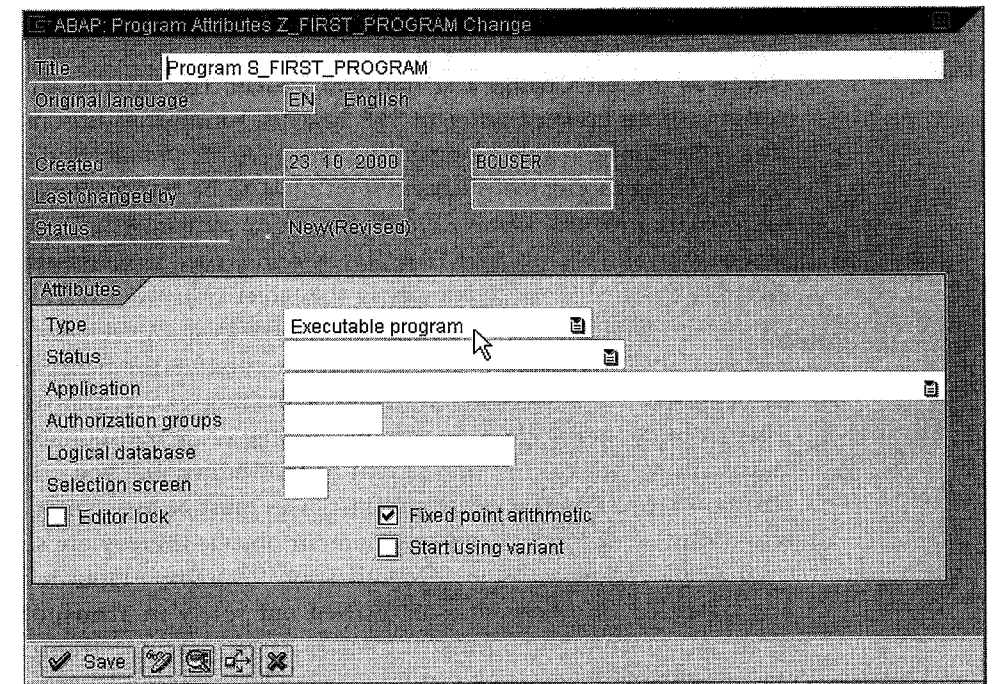 ABAP: Program Attributes Z_FIRST_PROGRAM Change
Title Program S_FIRST_PROGRAM
Original language EN English
Created 23.10.2000 BCUSER
Last changed by
Status New(Revised)
Attributes
Type Executable program
Status
Application
Authorization groups
Logical database
Selection screen
Editor lock Fixed point arithmetic
Start using variant
Save